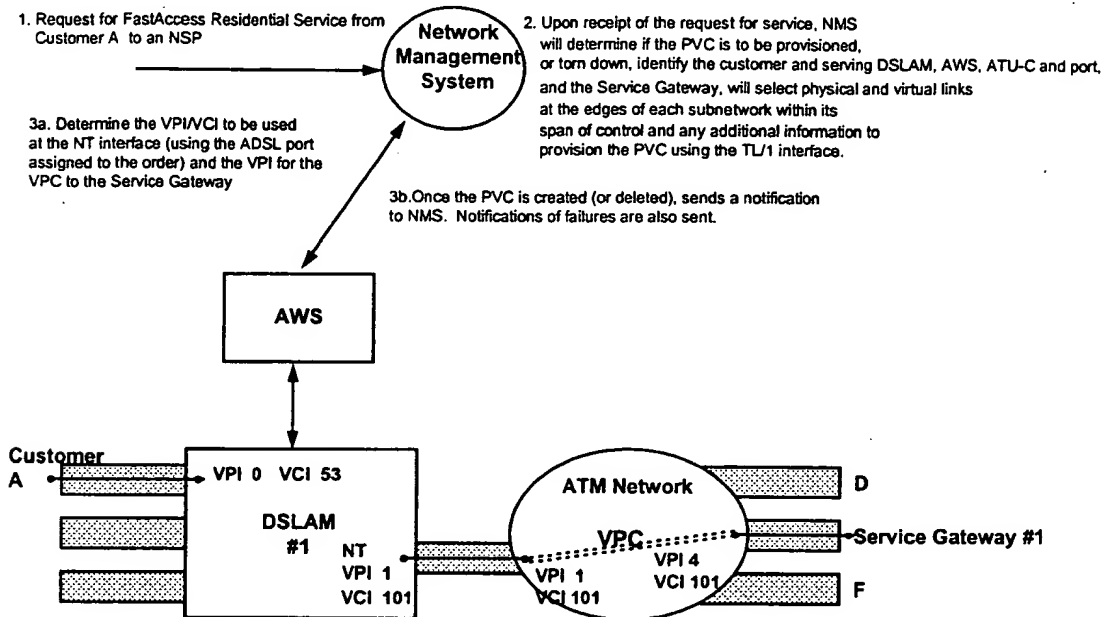 1. Request for FastAccess Residential Service from
Customer A to an NSP
Network
Management
System
2. Upon receipt of the request for service, NMS
will determine if the PVC is to be provisioned,
or torn down, identify the customer and serving DSLAM, AWS, ATU-C and port,
and the Service Gateway, will select physical and virtual links
at the edges of each subnetwork within its
span of control and any additional information to
provision the PVC using the TL/1 interface.
3a. Determine the VPI/VCI to be used
at the NT interface (using the ADSL port
assigned to the order) and the VPI for the
VPC to the Service Gateway
3b.Once the PVC is created (or deleted), sends a notification
to NMS. Notifications of failures are also sent.
AWS
Customer
A
VPI 0 VCI 53
DSLAM
#1
NT
VPI 1
VCI 101
ATM Network
VPC
VPI 1
VCI 101
VPI 4
VCI 101
D
Service Gateway #1
F